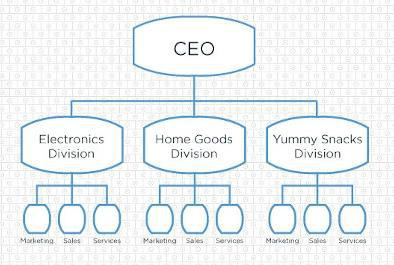 CEO
Electronics
Division
Home Goods
Division
Yummy Snacks
Division
Marketing Sales Services
Marketing Sales Services
Marketing Sales Services